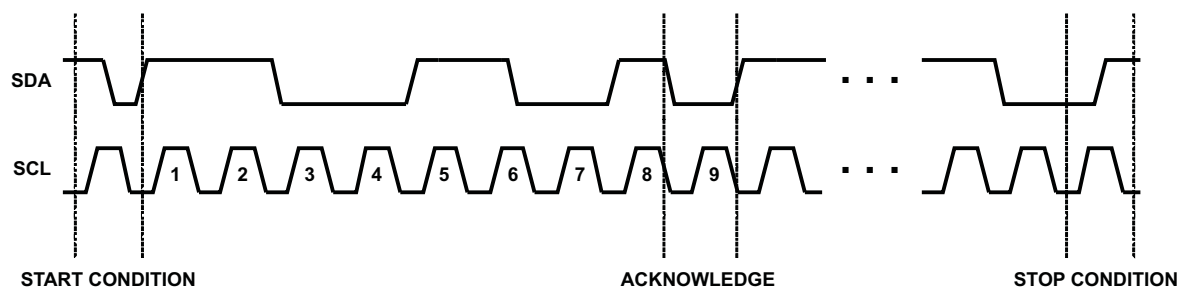 SDA
. . .
SCL
1 2 3 4 5 6 7 8 9
. . .
START CONDITION ACKNOWLEDGE STOP CONDITION